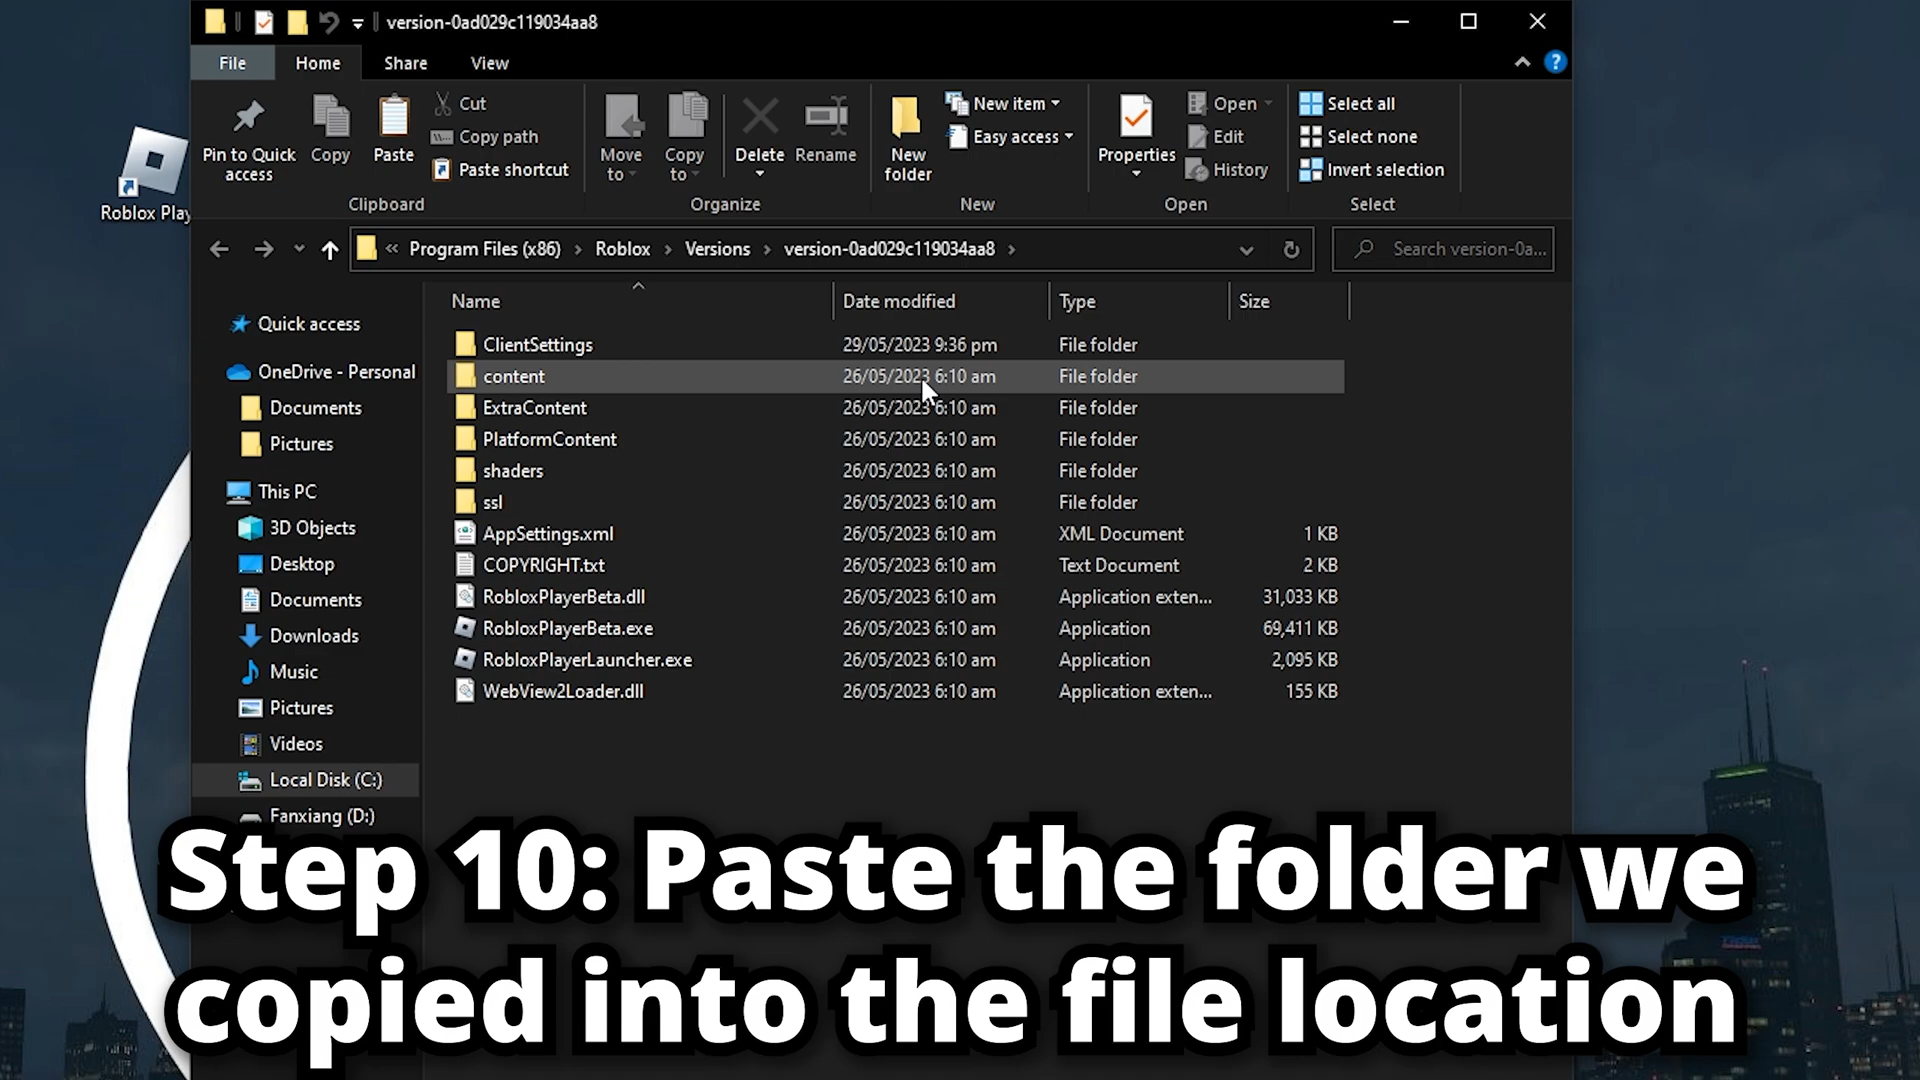 version-0ad029c119034aa8
File
Home
Share
View
Pin to Quick
access
Copy
Paste
Cut
Copy path
Paste shortcut
Clipboard
Move
to
Copy
to
Delete
Rename
Organize
New
folder
New item
Easy access
New
Properties
Open
Edit
History
Open
Select all
Select none
Invert selection
Select
Roblox Play
« Program Files (x86) › Roblox › Versions › version-0ad029c119034aa8 ›
Search version-0a...
Name
Date modified
Type
Size
Quick access
OneDrive - Personal
Documents
Pictures
This PC
3D Objects
Desktop
Documents
Downloads
Music
Pictures
Videos
Local Disk (C:)
Fanxiang (D:)
ClientSettings 29/05/2023 9:36 pm File folder
content 26/05/2023 6:10 am File folder
ExtraContent 26/05/2023 6:10 am File folder
PlatformContent 26/05/2023 6:10 am File folder
shaders 26/05/2023 6:10 am File folder
ssl 26/05/2023 6:10 am File folder
AppSettings.xml 26/05/2023 6:10 am XML Document 1 KB
COPYRIGHT.txt 26/05/2023 6:10 am Text Document 2 KB
RobloxPlayerBeta.dll 26/05/2023 6:10 am Application exten... 31,033 KB
RobloxPlayerBeta.exe 26/05/2023 6:10 am Application 69,411 KB
RobloxPlayerLauncher.exe 26/05/2023 6:10 am Application 2,095 KB
WebView2Loader.dll 26/05/2023 6:10 am Application exten... 155 KB
Step 10: Paste the folder we
copied into the file location